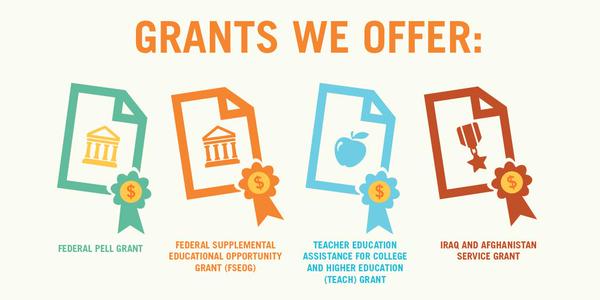 GRANTS WE OFFER:
$
$
$
$
FEDERAL PELL GRANT
FEDERAL SUPPLEMENTAL
EDUCATIONAL OPPORTUNITY
GRANT (FSEOG)
TEACHER EDUCATION
ASSISTANCE FOR COLLEGE
AND HIGHER EDUCATION
(TEACH) GRANT
IRAQ AND AFGHANISTAN
SERVICE GRANT